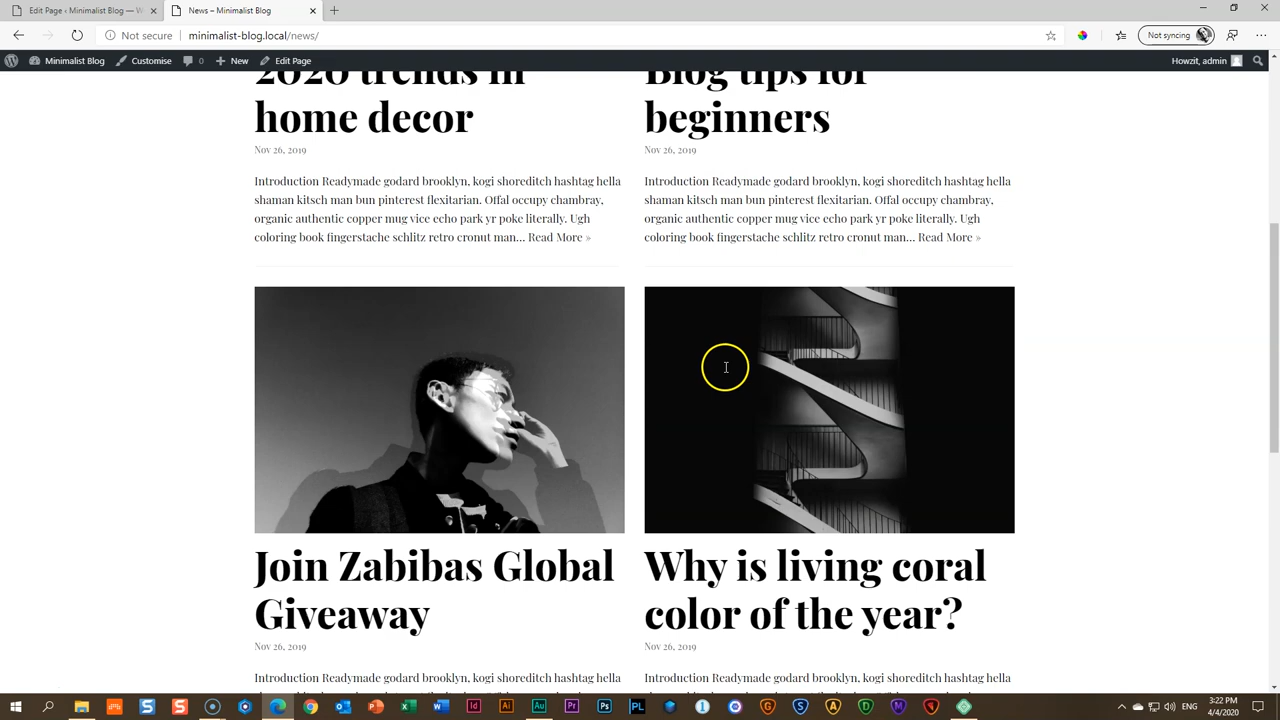 Edit Page ‹ Minimalist Blog — W
News – Minimalist Blog
Not secure
minimalist-blog.local/news/
Not syncing
Minimalist Blog
Customise
0
New
Edit Page
Howzit, admin
2020 trends in
home decor
Nov 26, 2019
Introduction Readymade godard brooklyn, kogi shoreditch hashtag hella
shaman kitsch man bun pinterest flexitarian. Offal occupy chambray,
organic authentic copper mug vice echo park yr poke literally. Ugh
coloring book fingerstache schlitz retro cronut man… Read More »
Blog tips for
beginners
Nov 26, 2019
Introduction Readymade godard brooklyn, kogi shoreditch hashtag hella
shaman kitsch man bun pinterest flexitarian. Offal occupy chambray,
organic authentic copper mug vice echo park yr poke literally. Ugh
coloring book fingerstache schlitz retro cronut man… Read More »
Join Zabibas Global
Giveaway
Nov 26, 2019
Introduction Readymade godard brooklyn, kogi shoreditch hashtag hella
Why is living coral
color of the year?
Nov 26, 2019
Introduction Readymade godard brooklyn, kogi shoreditch hashtag hella
ENG
3:22 PM
4/4/2020